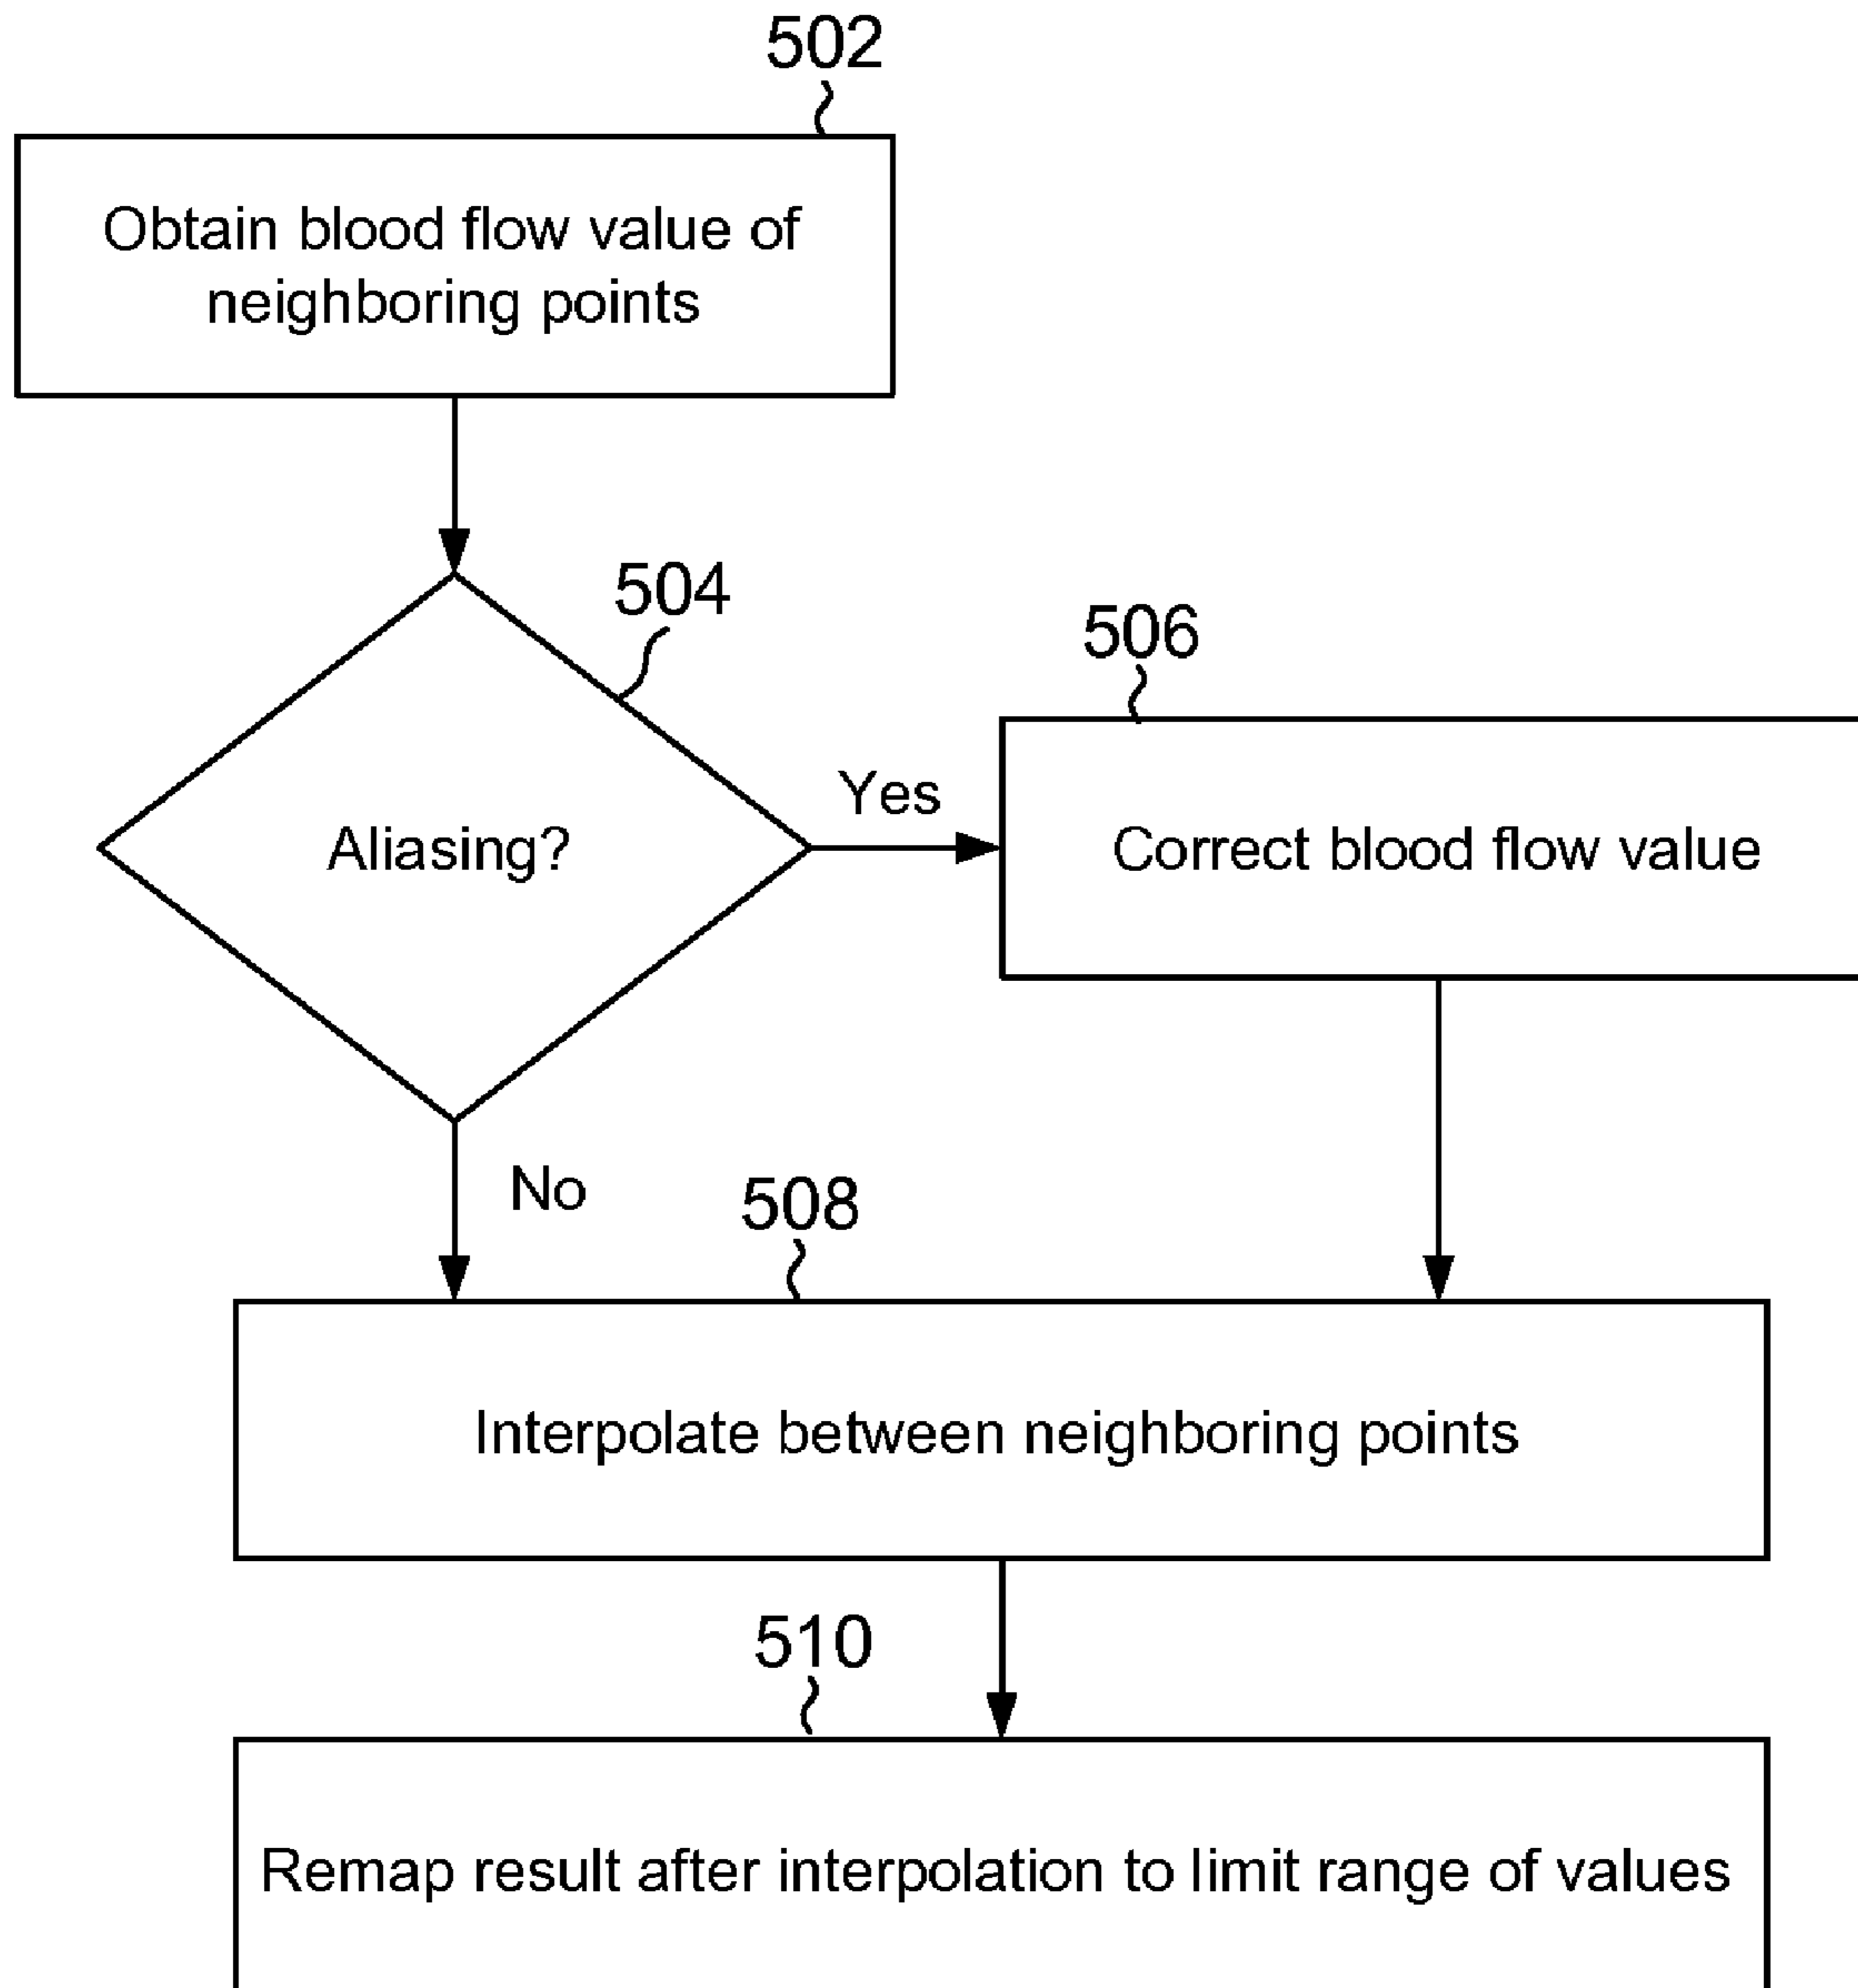 502
Obtain blood flow value of
neighboring points
504
506
Yes
Aliasing?
Correct blood flow value
No
508
Interpolate between neighboring points
510
Remap result after interpolation to limit range of values